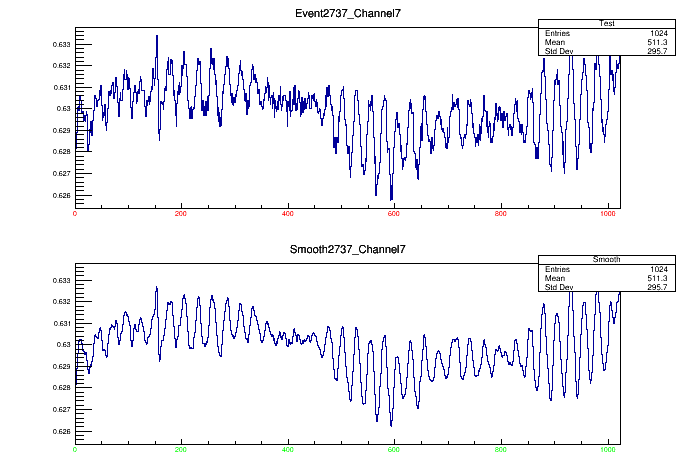 Event2737_Channel7
Test
Entries 1024
Mean 511.3
Std Dev 295.7
0.633
0.632
0.631
0.63
0.629
0.628
0.627
0.626
0 200 400 600 800 1000
Smooth2737_Channel7
Smooth
Entries 1024
Mean 511.3
Std Dev 295.7
0.633
0.632
0.631
0.63
0.629
0.628
0.627
0.626
0 200 400 600 800 1000